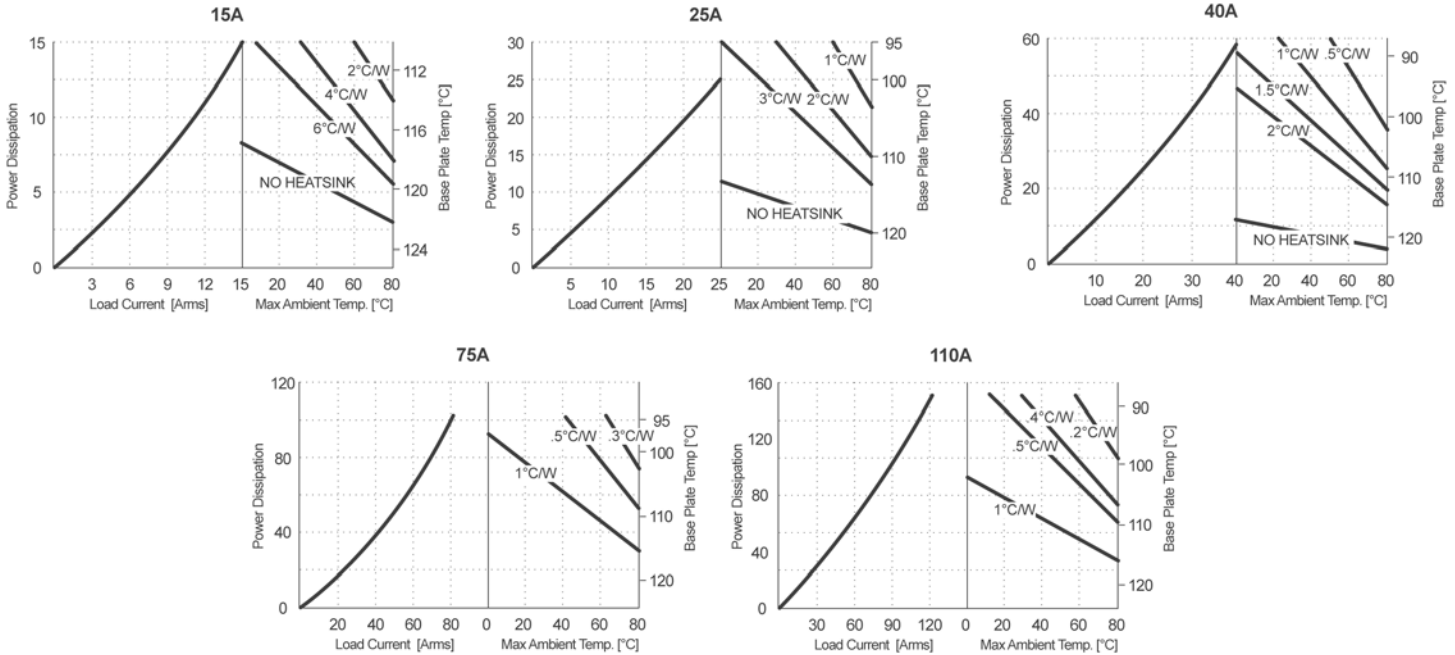 15A
25A
40A
15
10
5
0
Power Dissipation
2°C/W
4°C/W
6°C/W
NO HEATSINK
112
116
120
124
Base Plate Temp [°C]
3 6 9 12 15 20 40 60 80
Load Current [Arms] Max Ambient Temp. [°C]
30
25
20
15
10
5
0
Power Dissipation
1°C/W
3°C/W 2°C/W
NO HEATSINK
95
100
110
120
Base Plate Temp [°C]
5 10 15 20 25 20 40 60 80
Load Current [Arms] Max Ambient Temp. [°C]
60
40
20
0
Power Dissipation
1°C/W .5°C/W
1.5°C/W
2°C/W
NO HEATSINK
90
100
110
120
Base Plate Temp [°C]
10 20 30 40 20 40 60 80
Load Current [Arms] Max Ambient Temp. [°C]
75A
110A
120
80
40
0
Power Dissipation
.5°C/W .3°C/W
1°C/W
95
100
110
120
Base Plate Temp [°C]
20 40 60 80 0 20 40 60 80
Load Current [Arms] Max Ambient Temp. [°C]
160
120
80
40
0
Power Dissipation
.4°C/W
.2°C/W
.5°C/W
1°C/W
90
100
110
120
Base Plate Temp [°C]
30 60 90 120 0 20 40 60 80
Load Current [Arms] Max Ambient Temp. [°C]